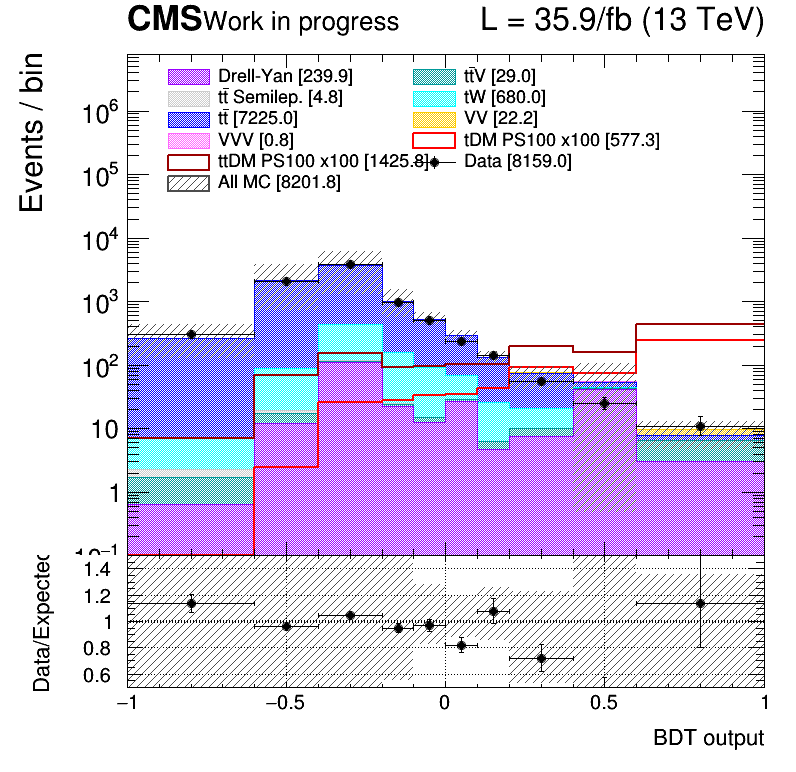 CMS Work in progress L = 35.9/fb (13 TeV)
Events / bin
Drell-Yan [239.9] tt̄V [29.0]
tt̄ Semilep. [4.8] tW [680.0]
tt̄ [7225.0] VV [22.2]
VVV [0.8] tDM PS100 x100 [577.3]
ttDM PS100 x100 [1425.8] Data [8159.0]
All MC [8201.8]
10⁶
10⁵
10⁴
10³
10²
10
1
10⁻¹
Data/Expected
1.4
1.2
1
0.8
0.6
−1 −0.5 0 0.5 1
BDT output